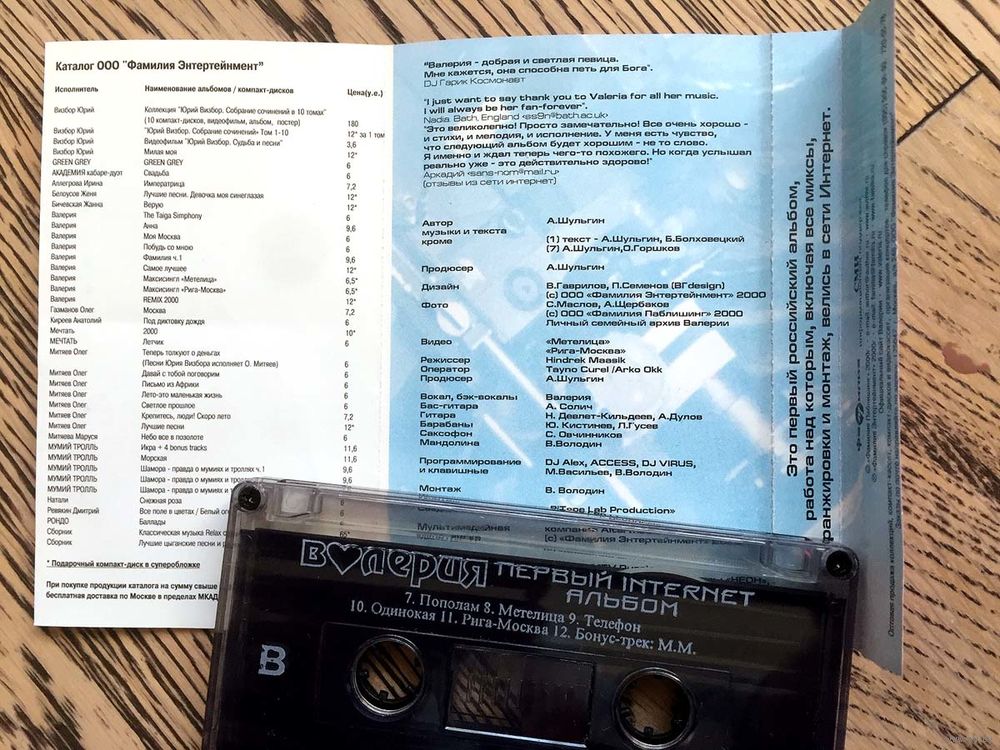 Каталог ООО "Фамилия Энтертейнмент"
Исполнитель Наименование альбомов / компакт-дисков Цена(у.е.)
Визбор Юрий Коллекция "Юрий Визбор. Собрание сочинений в 10 томах"
(10 компакт-дисков, видеофильм, альбом, постер) 180
Визбор Юрий "Юрий Визбор. Собрание сочинений» Том 1-10 12* за 1 том
Визбор Юрий Видеофильм "Юрий Визбор. Судьба и песни" 3,6
Визбор Юрий Милая моя 12*
GREEN GREY GREEN GREY 6
АКАДЕМИЯ кабаре-дуэт Свадьба 6
Аллегрова Ирина Императрица 7,2
Белоусов Женя Лучшие песни. Девочка моя синеглазая 12*
Бичевская Жанна Верую 12*
Валерия The Taiga Simphony 6
Валерия Анна 9,6
Валерия Моя Москва 6
Валерия Побудь со мною 6
Валерия Фамилия ч.1 9,6
Валерия Самое лучшее 12*
Валерия Максисингл «Метелица» 6,5*
Валерия Максисингл «Рига-Москва» 6,5*
Валерия REMIX 2000 12*
Газманов Олег Москва 7,2
Киреев Анатолий Под диктовку дождя 6
Мечтать 2000 10*
МЕЧТАТЬ Летчик 6
Митяев Олег Теперь толкуют о деньгах
(Песни Юрия Визбора исполняет О. Митяев) 6
Митяев Олег Давай с тобой поговорим 6
Митяев Олег Письмо из Африки 6
Митяев Олег Лето-это маленькая жизнь 6
Митяев Олег Светлое прошлое 6
Митяев Олег Крепитесь, люди! Скоро лето 7,2
Митяев Олег Лучшие песни 12*
Митяева Маруся Небо все в позолоте 6
МУМИЙ ТРОЛЛЬ Икра + 4 bonus tracks 11,6
МУМИЙ ТРОЛЛЬ Морская 11,6
МУМИЙ ТРОЛЛЬ Шамора - правда о мумиях и троллях ч.1 9,6
МУМИЙ ТРОЛЛЬ Шамора - правда о мумиях и тро
МУМИЙ ТРОЛЛЬ Шамора - правда о мумиях и т
Натали Снежная роза
Ревякин Дмитрий Все поле в цветах / Белый
РОНДО Баллады
Сборник Классическая музыка Relax
Сборник Лучшие цыганские песни и
* Подарочный компакт-диск в суперобложке
При покупке продукции каталога на сумму свыше
бесплатная доставка по Москве в пределах МКАД
"Валерия - добрая и светлая певица.
Мне кажется, она способна петь для Бога".
DJ Гарик Космонавт
"I just want to say thank you to Valeria for all her music.
I will always be her fan-forever".
Nadia. Bath, England <ss9n@bath.ac.uk>
"Это великолепно! Просто замечательно! Все очень хорошо -
и стихи, и мелодия, и исполнение. У меня есть чувство,
что следующий альбом будет хорошим - не то слово.
Я именно и ждал теперь чего-то похожего. Но когда услышал
реально уже - это действительно здорово!"
Аркадий <sans-nom@mail.ru>
(отзывы из сети интернет)
Автор А.Шульгин
музыки и текста
кроме (1) текст - А.Шульгин, Б.Болховецкий
(7) А.Шульгин,О.Горшков
Продюсер А.Шульгин
Дизайн В.Гаврилов, П.Семенов (BFdesign)
(c) ООО «Фамилия Энтертейнмент» 2000
Фото С.Маслов, А.Щербаков
(c) ООО «Фамилия Паблишинг» 2000
Личный семейный архив Валерии
Видео «Метелица»
«Рига-Москва»
Режиссер Hindrek Maasik
Оператор Tayno Curel /Arko Okk
Продюсер А.Шульгин
Вокал, бэк-вокалы Валерия
Бас-гитара А. Солич
Гитара Н. Девлет-Кильдеев, А.Дулов
Барабаны Ю. Кистинев, Л.Гусев
Саксофон С. Овчинников
Мандолина В.Володин
Программирование DJ Alex, ACCESS, DJ VIRUS,
и клавишные М.Васильев, В.Володин
Монтаж В. Володин
Lab Production»
Мультимедийная компания
(c) «Фамилия Энтертейнмент»
Это первый российский альбом,
работа над которым, включая все миксы,
ранжировки и монтаж, велись в сети Интернет.
Валерия ПЕРВЫЙ INTERNET
АЛЬБОМ
7. Пополам 8. Метелица 9. Телефон
10. Одинокая 11. Рига-Москва 12. Бонус-трек: М.М.
B